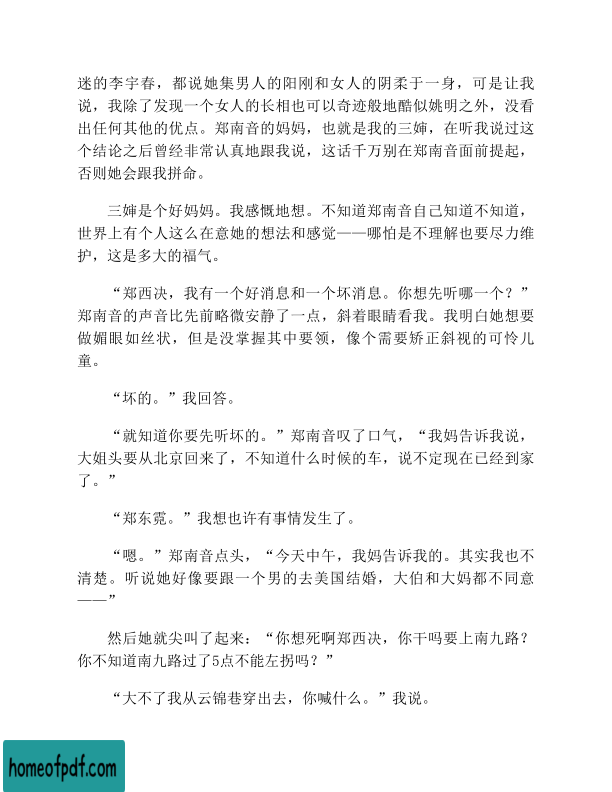 迷的李宇春，都说她集男人的阳刚和女人的阴柔于一身，可是让我
说，我除了发现一个女人的长相也可以奇迹般地酷似姚明之外，没看
出任何其他的优点。郑南音的妈妈，也就是我的三婶，在听我说过这
个结论之后曾经非常认真地跟我说，这话千万别在郑南音面前提起，
否则她会跟我拼命。
三婶是个好妈妈。我感慨地想。不知道郑南音自己知道不知道，
世界上有个人这么在意她的想法和感觉——哪怕是不理解也要尽力维
护，这是多大的福气。
“郑西决，我有一个好消息和一个坏消息。你想先听哪一个？”
郑南音的声音比先前略微安静了一点，斜着眼睛看我。我明白她想要
做媚眼如丝状，但是没掌握其中要领，像个需要矫正斜视的可怜儿
童。
“坏的。”我回答。
“就知道你要先听坏的。”郑南音叹了口气，“我妈告诉我说，
大姐头要从北京回来了，不知道什么时候的车，说不定现在已经到家
了。”
“郑东霓。”我想也许有事情发生了。
“嗯。”郑南音点头，“今天中午，我妈告诉我的。其实我也不
清楚。听说她好像要跟一个男的去美国结婚，大伯和大妈都不同意
——”
然后她就尖叫了起来：“你想死啊郑西决，你干吗要上南九路？
你不知道南九路过了5点不能左拐吗？”
“大不了我从云锦巷穿出去，你喊什么。”我说。
homeofpdf.com